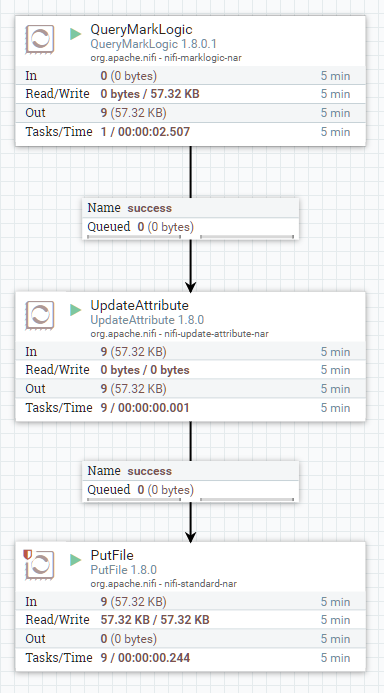 QueryMarkLogic
QueryMarkLogic 1.8.0.1
org.apache.nifi - nifi-marklogic-nar
In 0 (0 bytes) 5 min
Read/Write 0 bytes / 57.32 KB 5 min
Out 9 (57.32 KB) 5 min
Tasks/Time 1 / 00:00:02.507 5 min
Name success
Queued 0 (0 bytes)
UpdateAttribute
UpdateAttribute 1.8.0
org.apache.nifi - nifi-update-attribute-nar
In 9 (57.32 KB) 5 min
Read/Write 0 bytes / 0 bytes 5 min
Out 9 (57.32 KB) 5 min
Tasks/Time 9 / 00:00:00.001 5 min
Name success
Queued 0 (0 bytes)
PutFile
PutFile 1.8.0
org.apache.nifi - nifi-standard-nar
In 9 (57.32 KB) 5 min
Read/Write 57.32 KB / 57.32 KB 5 min
Out 0 (0 bytes) 5 min
Tasks/Time 9 / 00:00:00.244 5 min